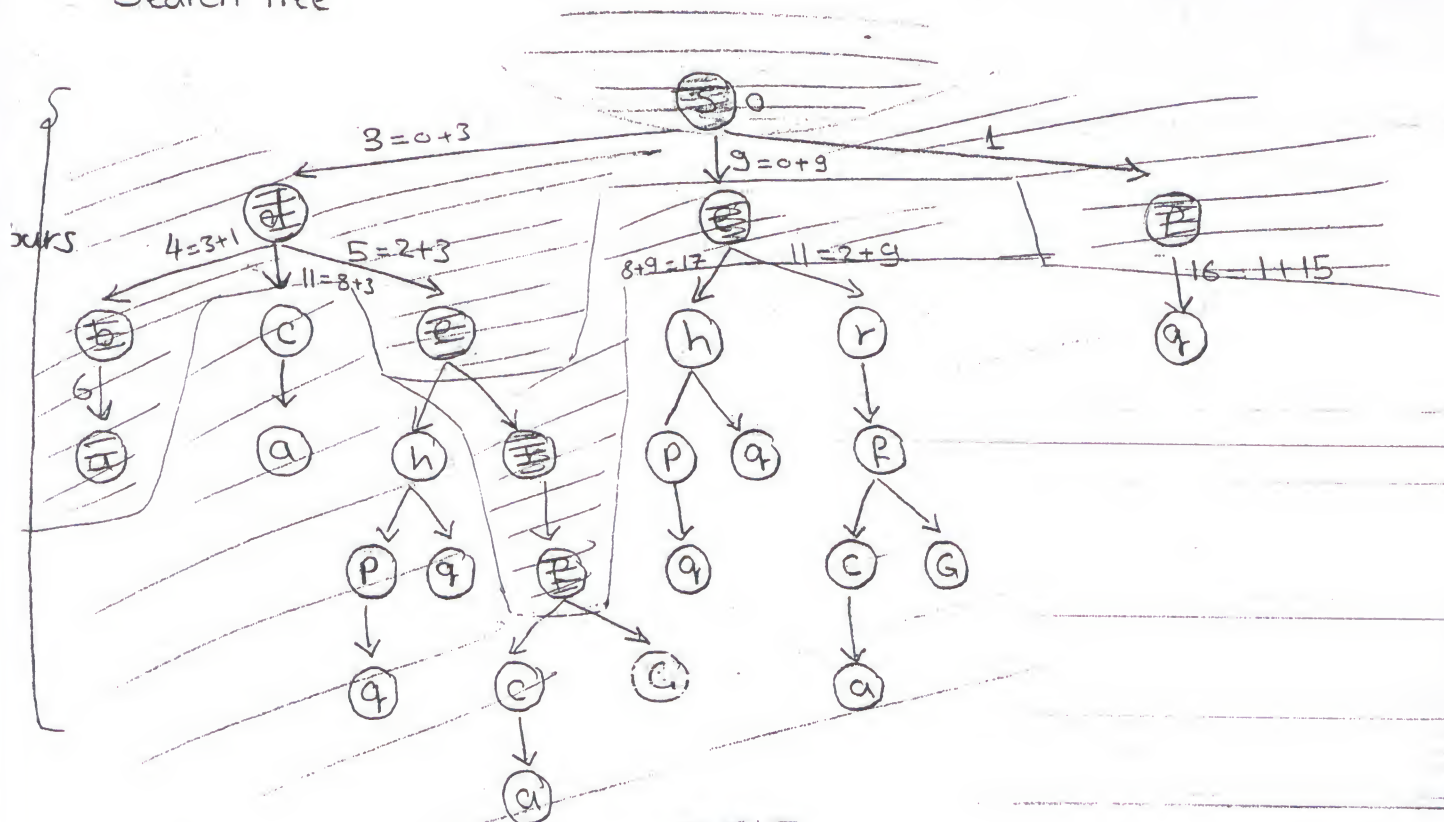 Search Tree
S 0
3=0+3
9=0+9
1
d
e
p
4=3+1
5=2+3
11=8+3
8+9=17
11=2+9
16=1+15
b
c
e
h
r
q
6
a
a
h
r
p
q
f
p
q
f
q
c
G
q
c
G
a
a